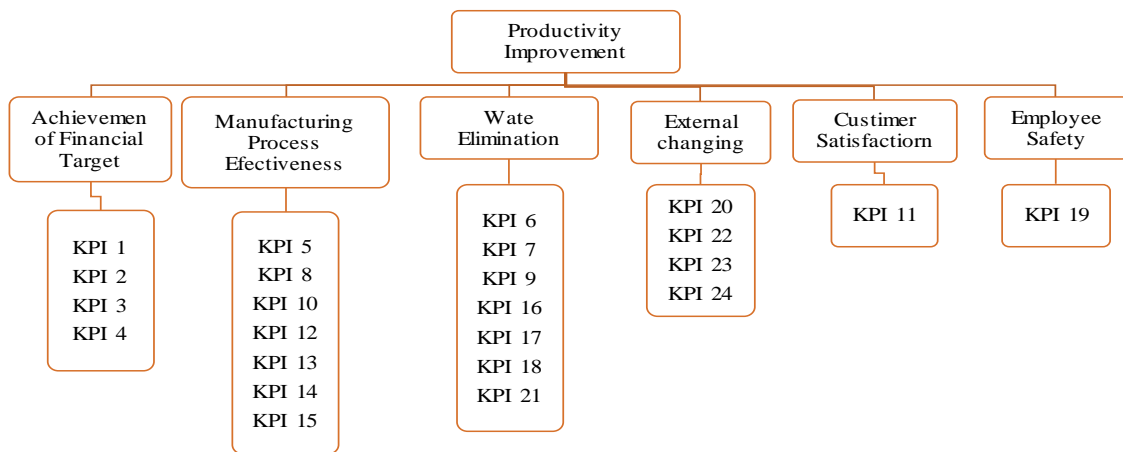 Productivity
Improvement
Achievemen
of Financial
Target
Manufacturing
Process
Efectiveness
Wate
Elimination
External
changing
Custimer
Satisfactiorn
Employee
Safety
KPI 1
KPI 2
KPI 3
KPI 4
KPI 5
KPI 8
KPI 10
KPI 12
KPI 13
KPI 14
KPI 15
KPI 6
KPI 7
KPI 9
KPI 16
KPI 17
KPI 18
KPI 21
KPI 20
KPI 22
KPI 23
KPI 24
KPI 11
KPI 19